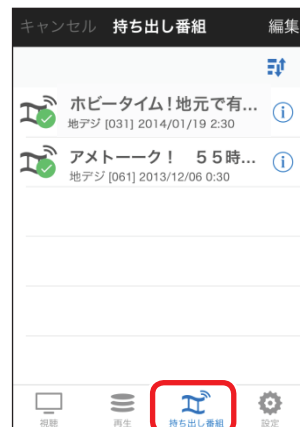 キャンセル 持ち出し番組 編集
ホビータイム！地元で有...
地デジ [031] 2014/01/19 2:30
アメトーーク！　５５時...
地デジ [061] 2013/12/06 0:30
視聴 再生 持ち出し番組 設定